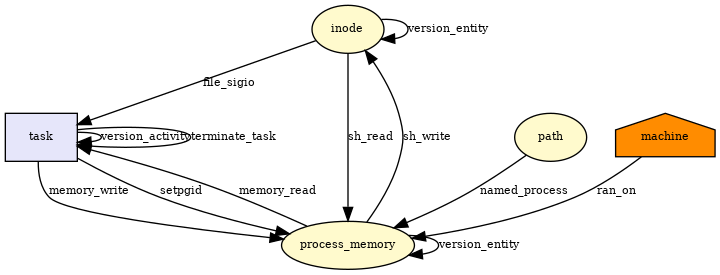 inode
version_entity
file_sigio
task
version_activity
terminate_task
sh_read
sh_write
path
machine
memory_write
setpgid
memory_read
named_process
ran_on
process_memory
version_entity